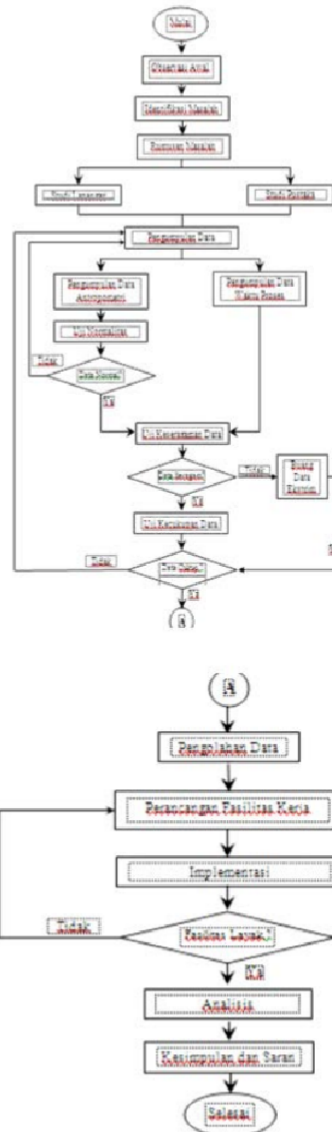 Mulai
Observasi Awal
Identifikasi Masalah
Rumusan Masalah
Studi Lapangan
Studi Pustaka
Pengumpulan Data
Pengumpulan Data
Antropometri
Pengumpulan Data
Waktu Proses
Uji Normalitas
Tidak
Data Normal?
Ya
Uji Keseragaman Data
Data Seragam?
Tidak
Buang
Data
Ekstrim
Ya
Uji Kecukupan Data
Tidak
Data Cukup?
Ya
A
A
Pengolahan Data
Perancangan Fasilitas Kerja
Implementasi
Tidak
Fasilitas Layak?
Ya
Analisis
Kesimpulan dan Saran
Selesai